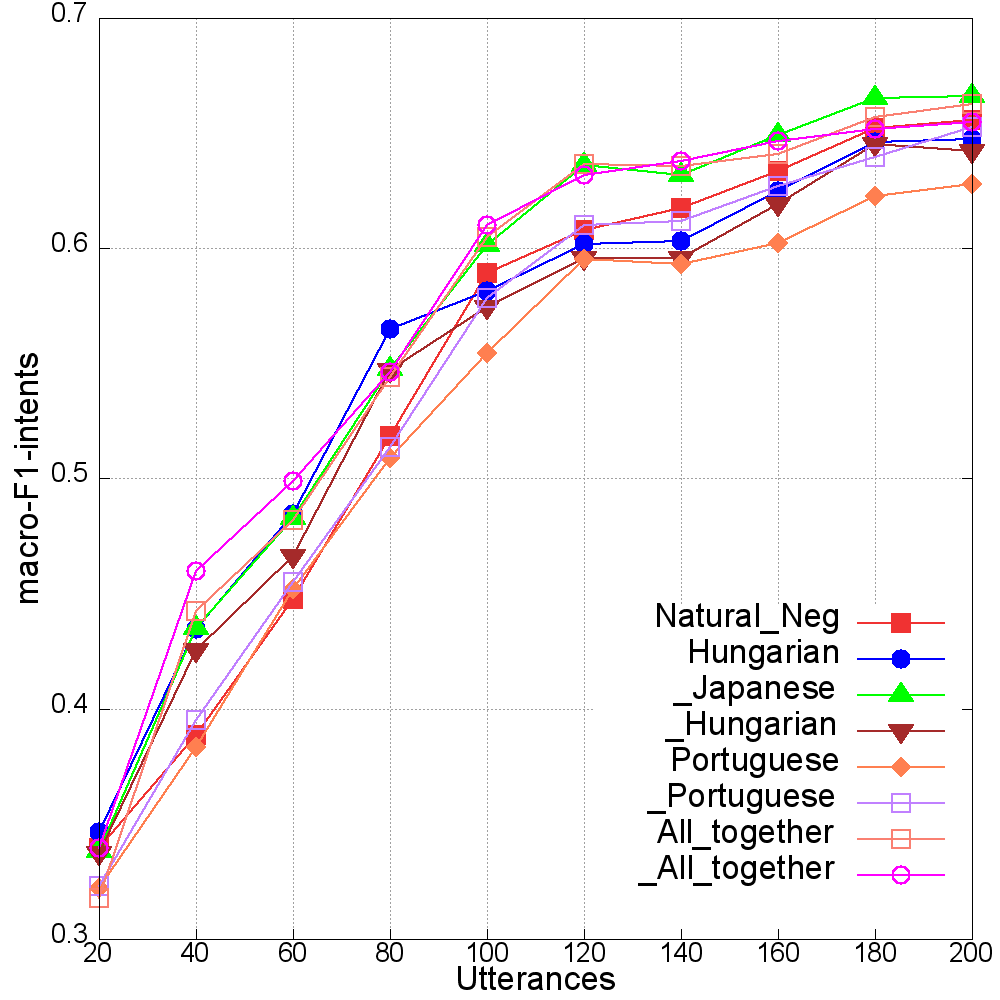 0.7
0.6
0.5
0.4
0.3
macro-F1-intents
Natural_Neg
Hungarian
_Japanese
_Hungarian
Portuguese
_Portuguese
All_together
_All_together
20 40 60 80 100 120 140 160 180 200
Utterances